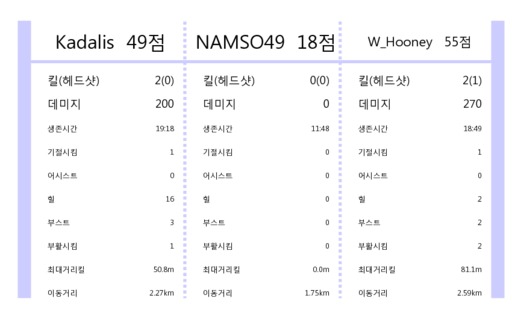 Kadalis 49점 NAMSO49 18점 W_Hooney 55점
킬(헤드샷) 2(0) 킬(헤드샷) 0(0) 킬(헤드샷) 2(1)
데미지 200 데미지 0 데미지 270
생존시간 19:18 생존시간 11:48 생존시간 18:49
기절시킴 1 기절시킴 0 기절시킴 1
어시스트 0 어시스트 0 어시스트 0
힐 16 힐 0 힐 2
부스트 3 부스트 0 부스트 2
부활시킴 1 부활시킴 0 부활시킴 2
최대거리킬 50.8m 최대거리킬 0.0m 최대거리킬 81.1m
이동거리 2.27km 이동거리 1.75km 이동거리 2.59km